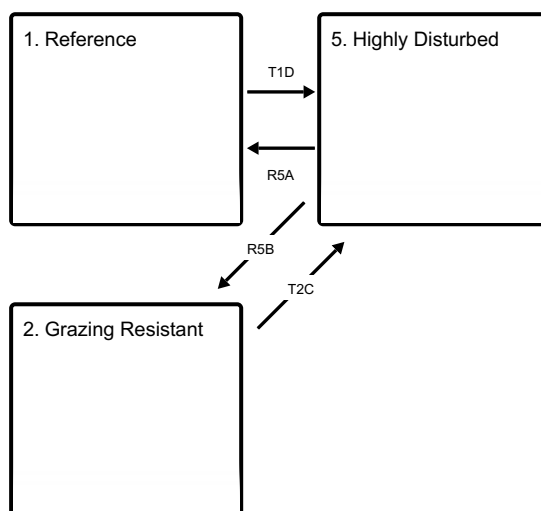 1. Reference
5. Highly Disturbed
T1D
R5A
R5B
T2C
2. Grazing Resistant